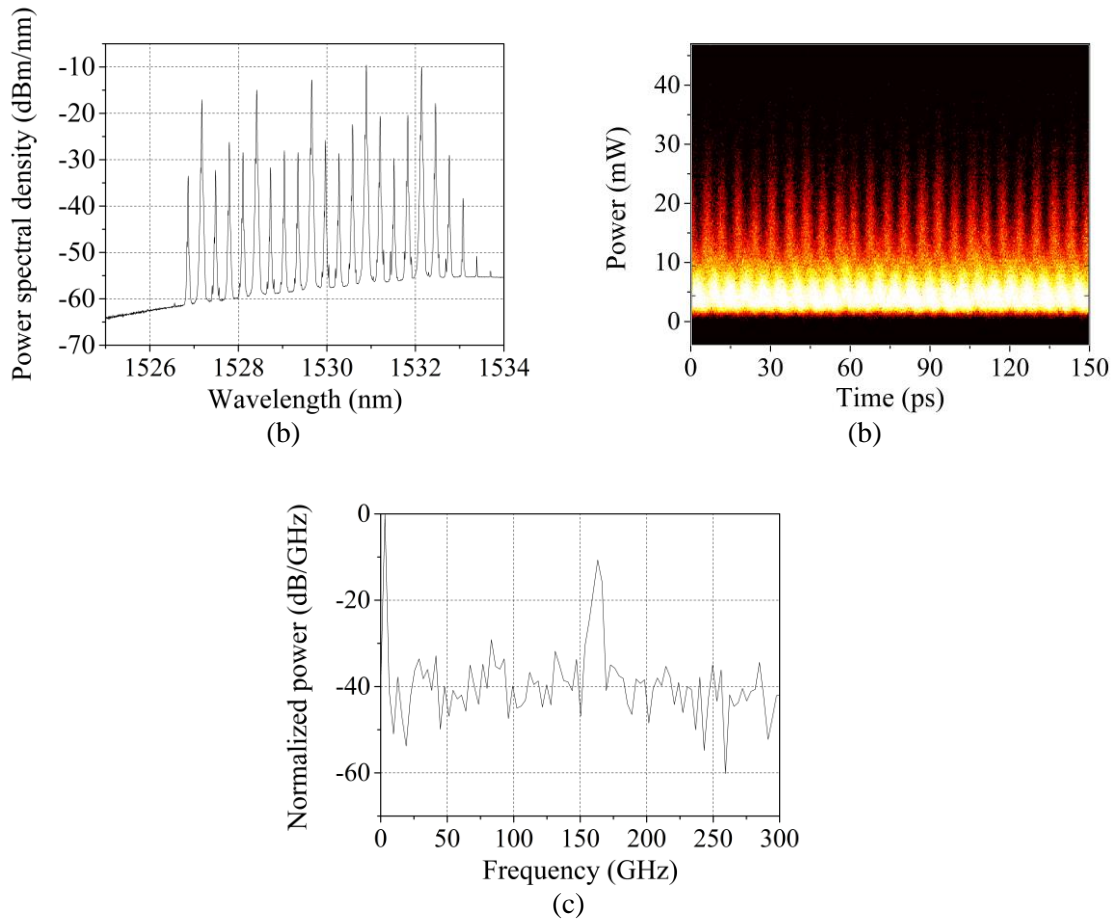 Power spectral density (dBm/nm)
-10
-20
-30
-40
-50
-60
-70
1526 1528 1530 1532 1534
Wavelength (nm)
(b)
Power (mW)
40
30
20
10
0
0 30 60 90 120 150
Time (ps)
(b)
Normalized power (dB/GHz)
0
-20
-40
-60
0 50 100 150 200 250 300
Frequency (GHz)
(c)